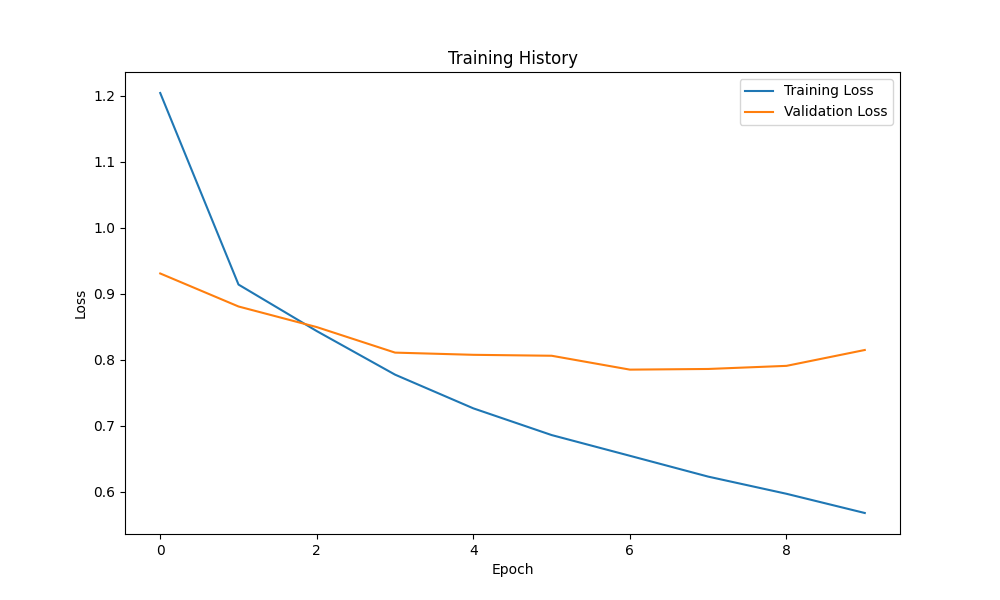 Training History
Training Loss
Validation Loss
1.2
1.1
1.0
0.9
0.8
0.7
0.6
Loss
0 2 4 6 8
Epoch